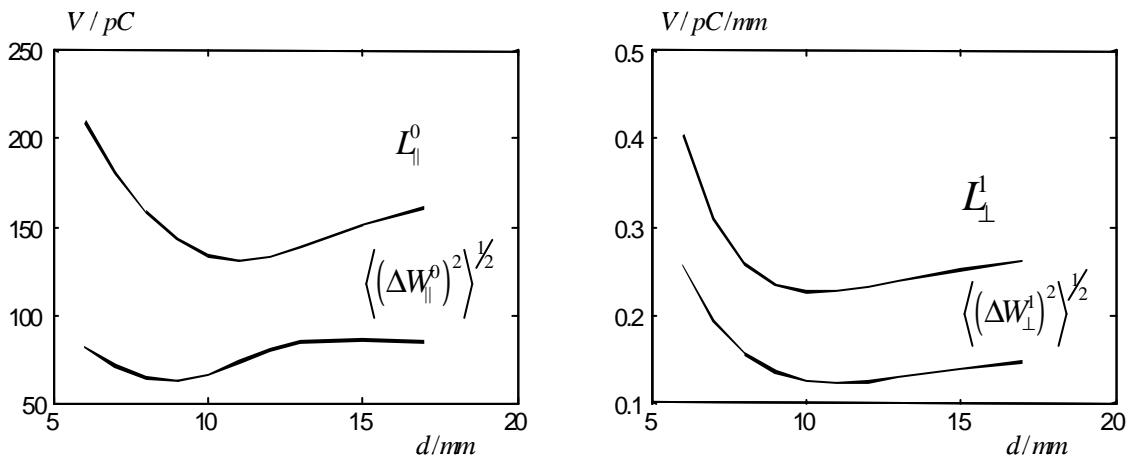 V / pC
250
200
150
100
50
5 10 15 20
d/mm
L∥⁰
⟨(ΔW∥⁰)²⟩^½
V/pC/mm
0.5
0.4
0.3
0.2
0.1
5 10 15 20
d/mm
L⊥¹
⟨(ΔW⊥¹)²⟩^½